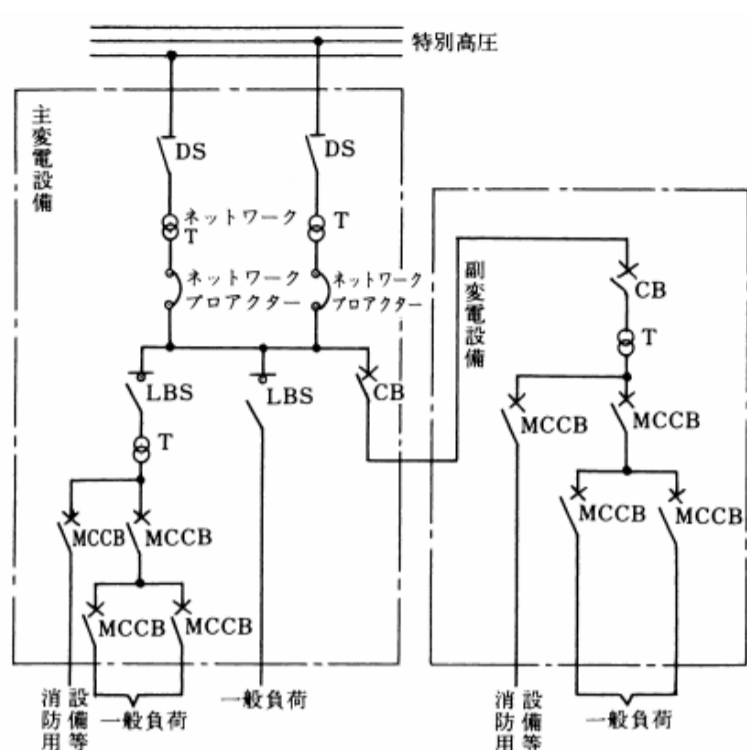 特別高圧
主変電設備
DS
DS
ネットワーク
T
T
ネットワーク
プロアクター
ネットワーク
プロアクター
副変電設備
CB
T
LBS
LBS
CB
MCCB
MCCB
T
MCCB
MCCB
MCCB
MCCB
MCCB
MCCB
消防用
設備等
一般負荷
一般負荷
消防用
設備等
一般負荷